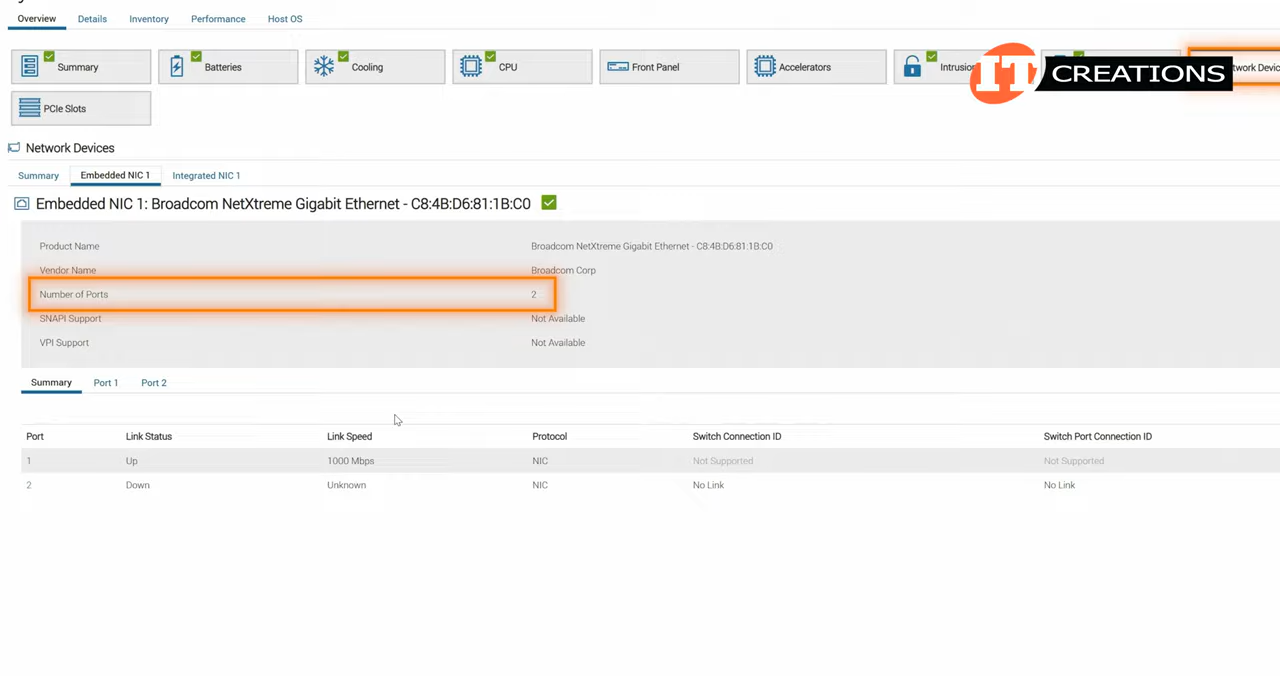 Overview Details Inventory Performance Host OS
Summary Batteries Cooling CPU Front Panel Accelerators
IT CREATIONS
PCIe Slots
Network Devices
Summary Embedded NIC 1 Integrated NIC 1
Embedded NIC 1: Broadcom NetXtreme Gigabit Ethernet - C8:4B:D6:81:1B:C0
Product Name Broadcom NetXtreme Gigabit Ethernet - C8:4B:D6:81:1B:C0
Vendor Name Broadcom Corp
Number of Ports 2
SNAPI Support Not Available
VPI Support Not Available
Summary Port 1 Port 2
Port Link Status Link Speed Protocol Switch Connection ID Switch Port Connection ID
1 Up 1000 Mbps NIC Not Supported Not Supported
2 Down Unknown NIC No Link No Link